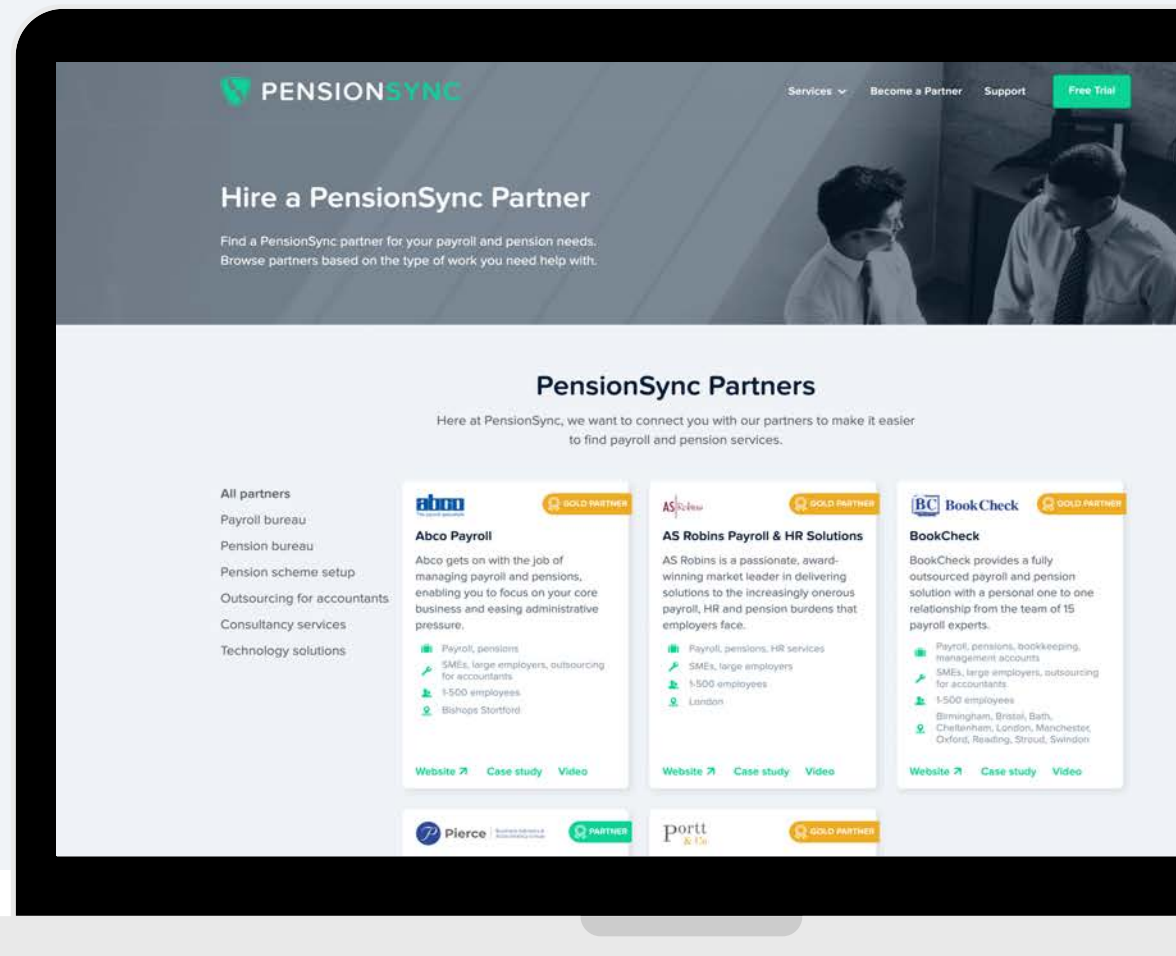 PENSIONSYNC
Services
Become a Partner
Support
Free Trial
Hire a PensionSync Partner
Find a PensionSync partner for your payroll and pension needs.
Browse partners based on the type of work you need help with.
PensionSync Partners
Here at PensionSync, we want to connect you with our partners to make it easier
to find payroll and pension services.
All partners
Payroll bureau
Pension bureau
Pension scheme setup
Outsourcing for accountants
Consultancy services
Technology solutions
abco
GOLD PARTNER
Abco Payroll
Abco gets on with the job of
managing payroll and pensions,
enabling you to focus on your core
business and easing administrative
pressure.
Payroll, pensions
SMEs, large employers, outsourcing
for accountants
1-500 employees
Bishops Stortford
Website
Case study
Video
AS Robins
GOLD PARTNER
AS Robins Payroll & HR Solutions
AS Robins is a passionate, award-
winning market leader in delivering
solutions to the increasingly onerous
payroll, HR and pension burdens that
employers face.
Payroll, pensions, HR services
SMEs, large employers
1-500 employees
London
Website
Case study
Video
BC BookCheck
GOLD PARTNER
BookCheck
BookCheck provides a fully
outsourced payroll and pension
solution with a personal one to one
relationship from the team of 15
payroll experts.
Payroll, pensions, bookkeeping,
management accounts
SMEs, large employers, outsourcing
for accountants
1-500 employees
Birmingham, Bristol, Bath,
Cheltenham, London, Manchester,
Oxford, Reading, Stroud, Swindon
Website
Case study
Video
P Pierce
PARTNER
Portt
& Co
GOLD PARTNER